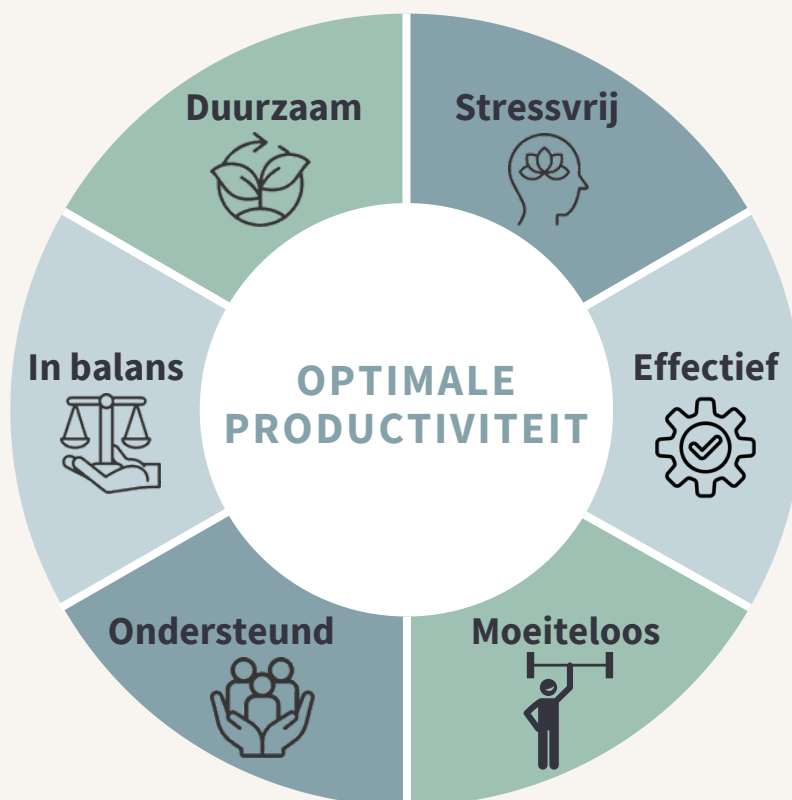 Duurzaam
Stressvrij
In balans
OPTIMALE
PRODUCTIVITEIT
Effectief
Ondersteund
Moeiteloos